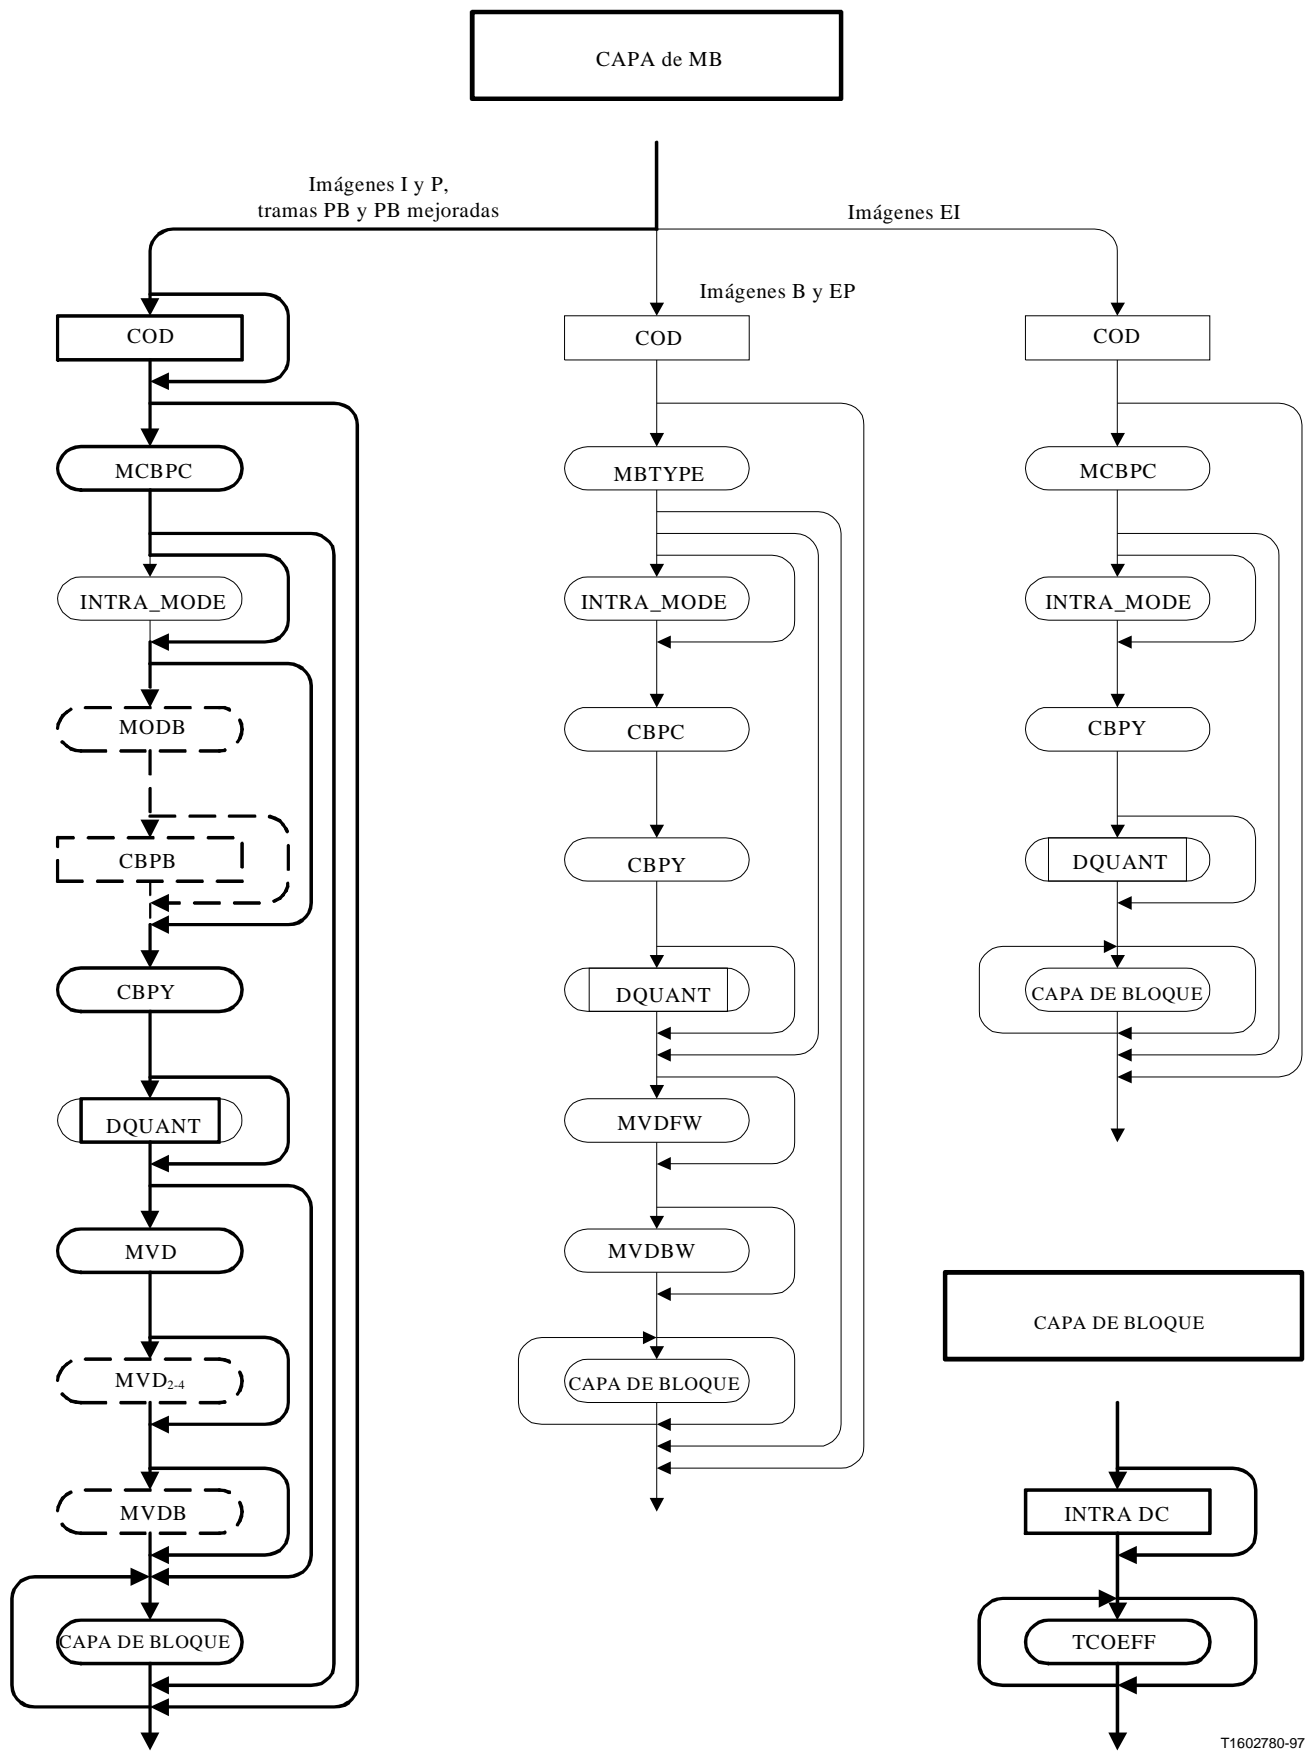 CAPA de MB
Imágenes I y P,
tramas PB y PB mejoradas
Imágenes EI
Imágenes B y EP
COD
MCBPC
INTRA_MODE
MODB
CBPB
CBPY
DQUANT
MVD
MVD2-4
MVDB
CAPA DE BLOQUE
COD
MBTYPE
INTRA_MODE
CBPC
CBPY
DQUANT
MVDFW
MVDBW
CAPA DE BLOQUE
COD
MCBPC
INTRA_MODE
CBPY
DQUANT
CAPA DE BLOQUE
CAPA DE BLOQUE
INTRA DC
TCOEFF
T1602780-97